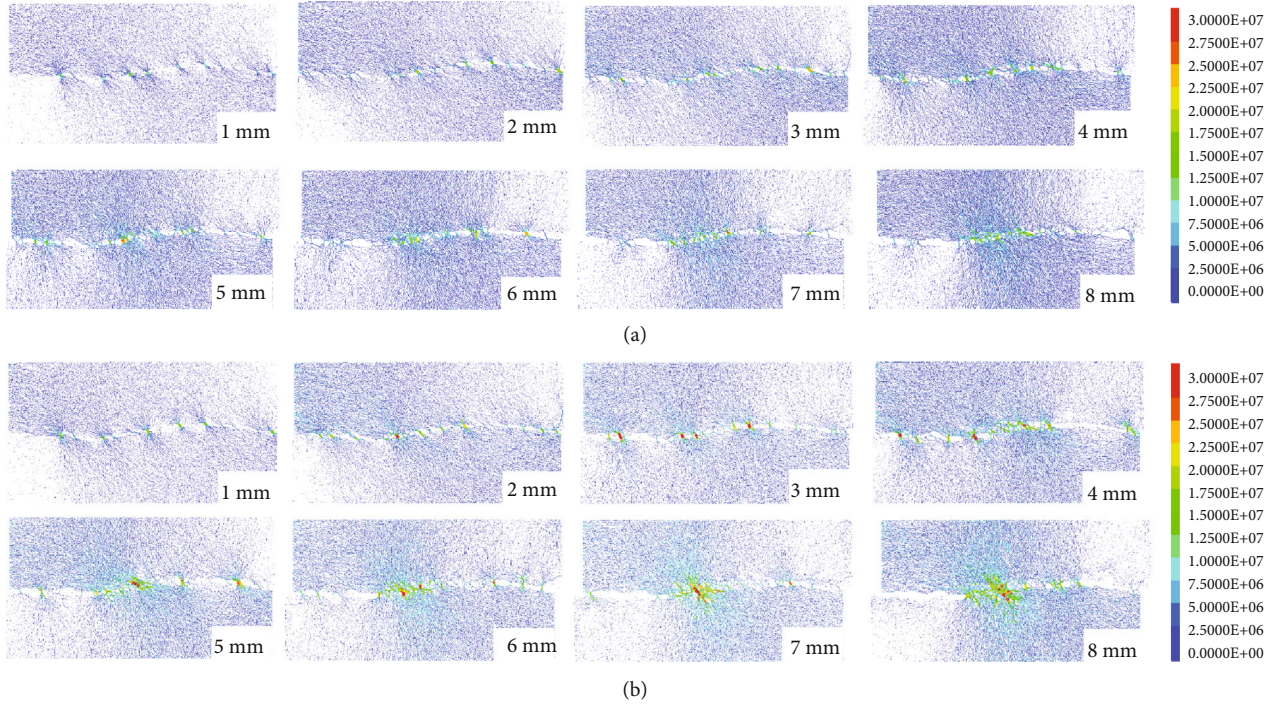 1 mm
2 mm
3 mm
4 mm
5 mm
6 mm
7 mm
8 mm
3.0000E+07
2.7500E+07
2.5000E+07
2.2500E+07
2.0000E+07
1.7500E+07
1.5000E+07
1.2500E+07
1.0000E+07
7.5000E+06
5.0000E+06
2.5000E+06
0.0000E+00
(a)
1 mm
2 mm
3 mm
4 mm
5 mm
6 mm
7 mm
8 mm
3.0000E+07
2.7500E+07
2.5000E+07
2.2500E+07
2.0000E+07
1.7500E+07
1.5000E+07
1.2500E+07
1.0000E+07
7.5000E+06
5.0000E+06
2.5000E+06
0.0000E+00
(b)